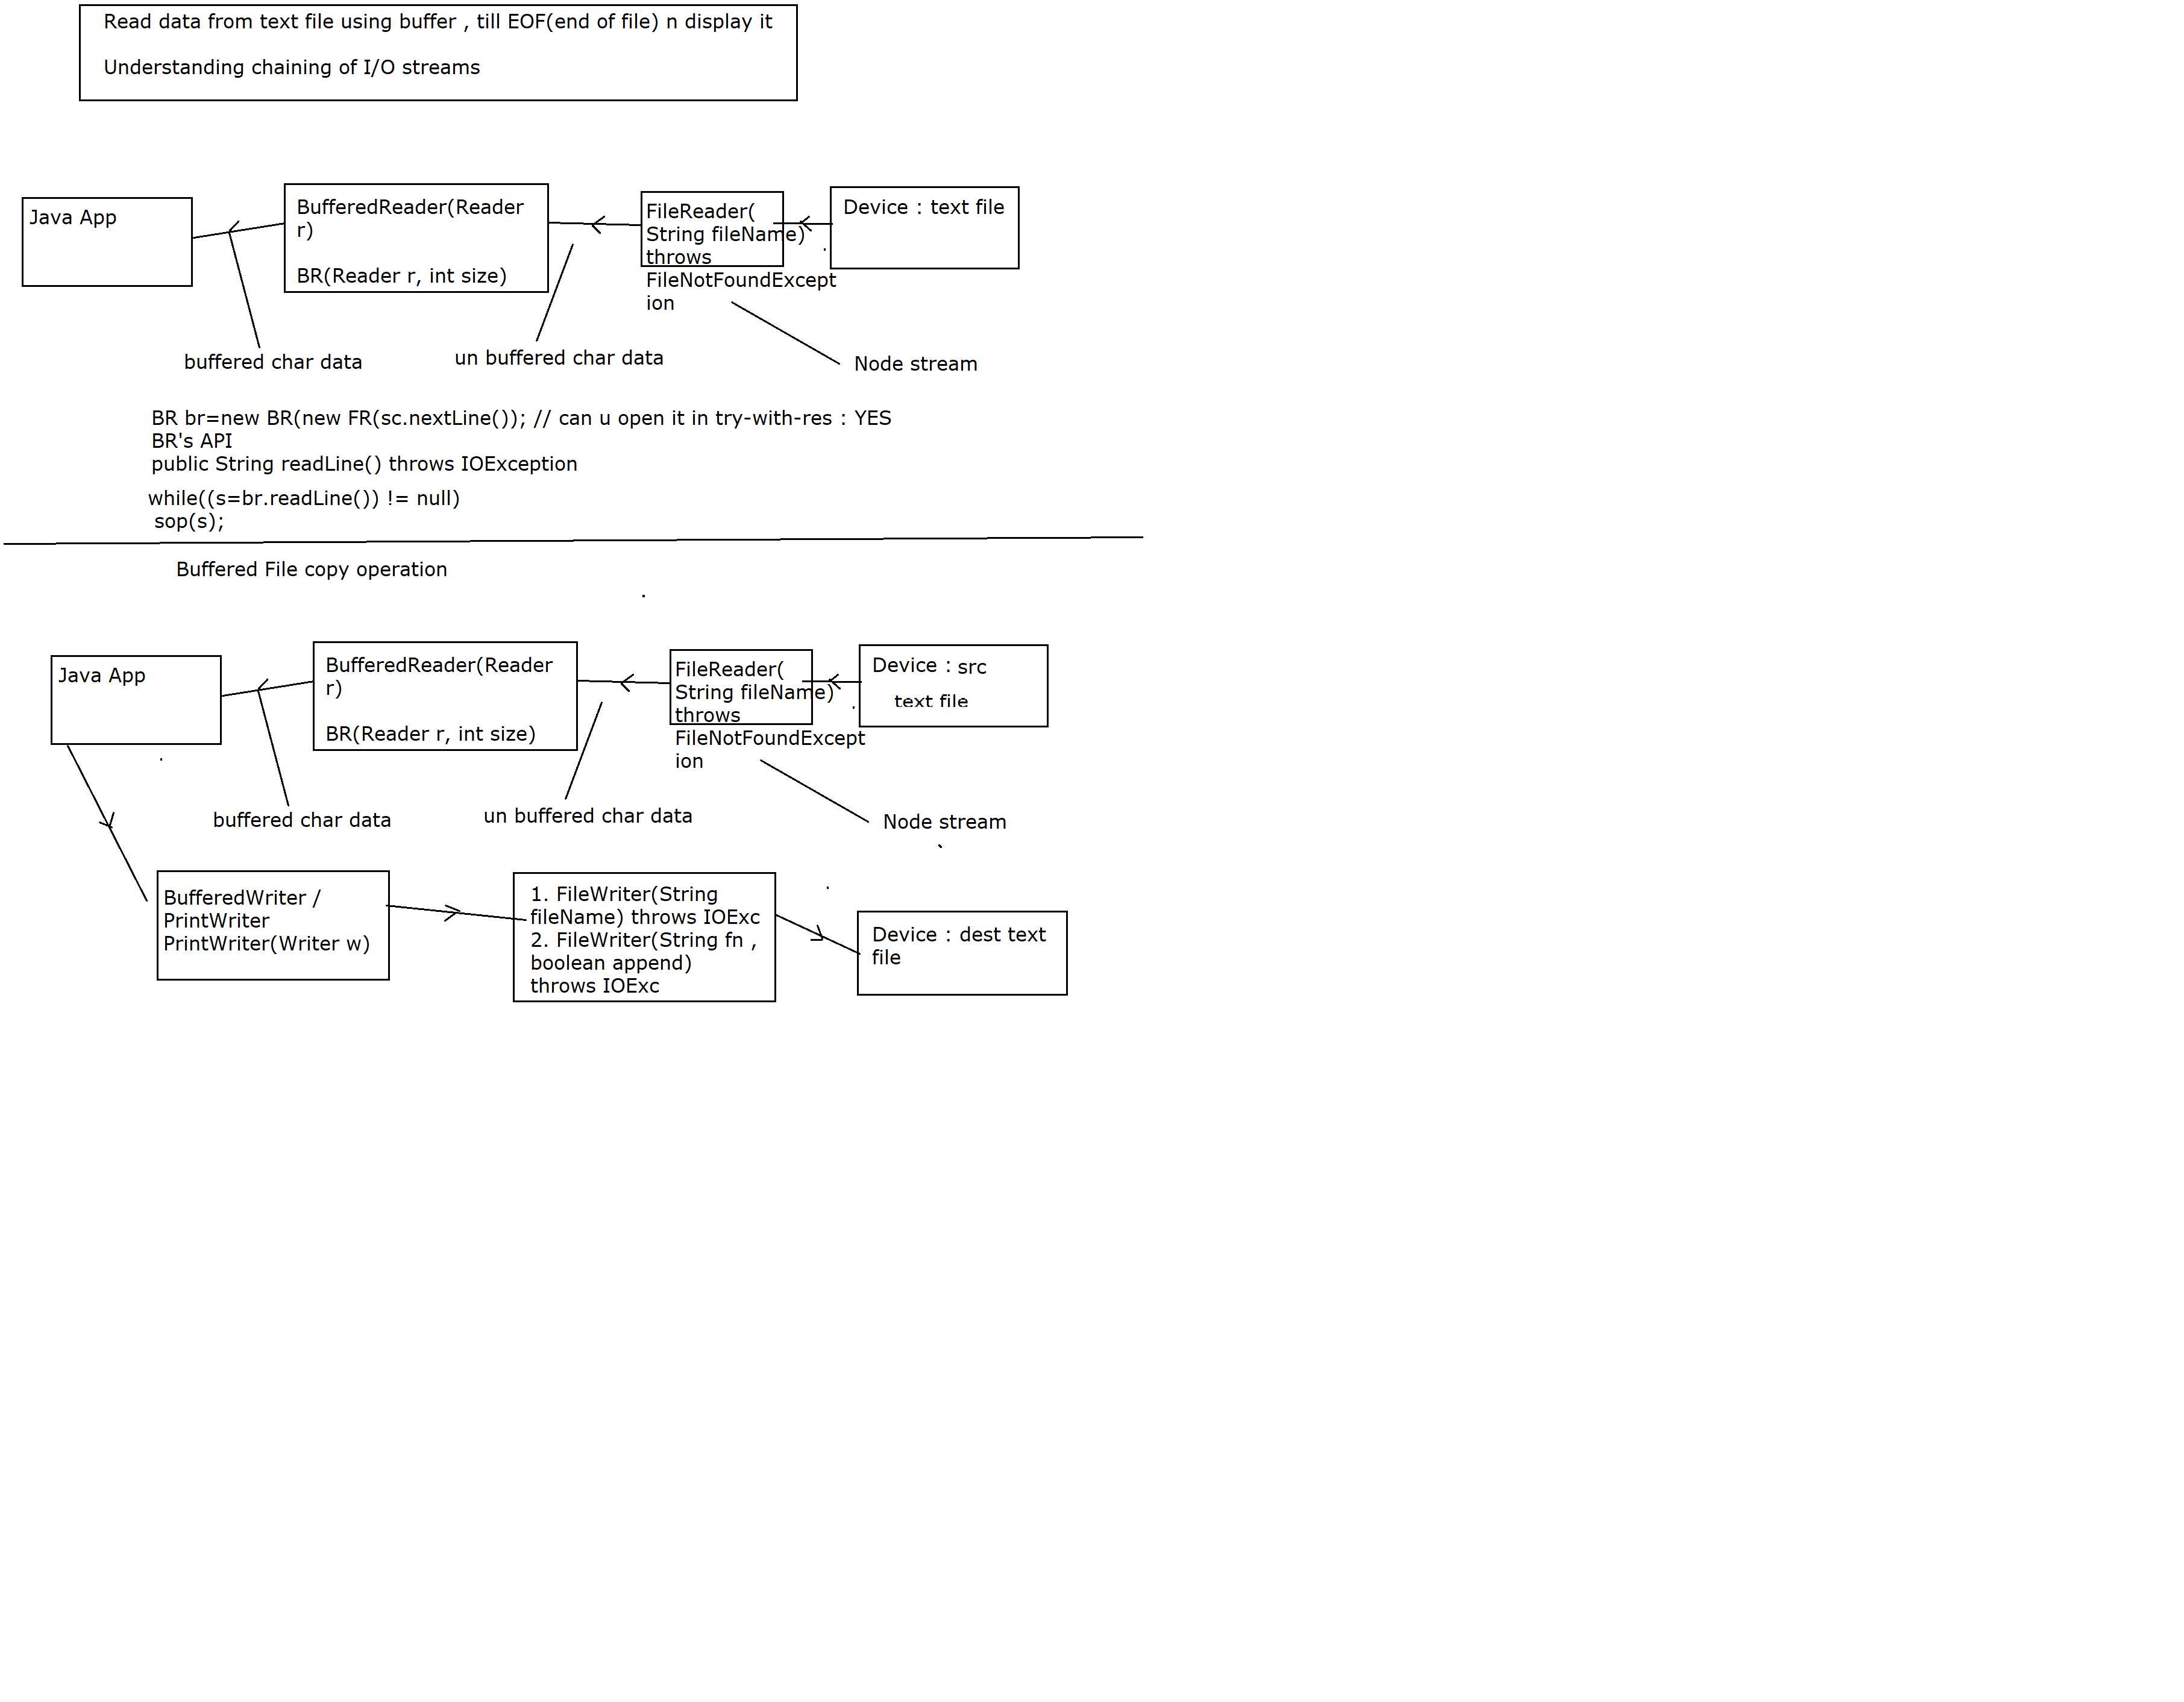 Read data from text file using buffer , till EOF(end of file) n display it
Understanding chaining of I/O streams
Java App
BufferedReader(Reader
r)
BR(Reader r, int size)
FileReader(
String fileName)
throws
FileNotFoundExcept
ion
Device : text file
buffered char data
un buffered char data
Node stream
BR br=new BR(new FR(sc.nextLine()); // can u open it in try-with-res : YES
BR's API
public String readLine() throws IOException
while((s=br.readLine()) != null)
sop(s);
Buffered File copy operation
Java App
BufferedReader(Reader
r)
BR(Reader r, int size)
FileReader(
String fileName)
throws
FileNotFoundExcept
ion
Device : src
text file
buffered char data
un buffered char data
Node stream
BufferedWriter /
PrintWriter
PrintWriter(Writer w)
1. FileWriter(String
fileName) throws IOExc
2. FileWriter(String fn ,
boolean append)
throws IOExc
Device : dest text
file